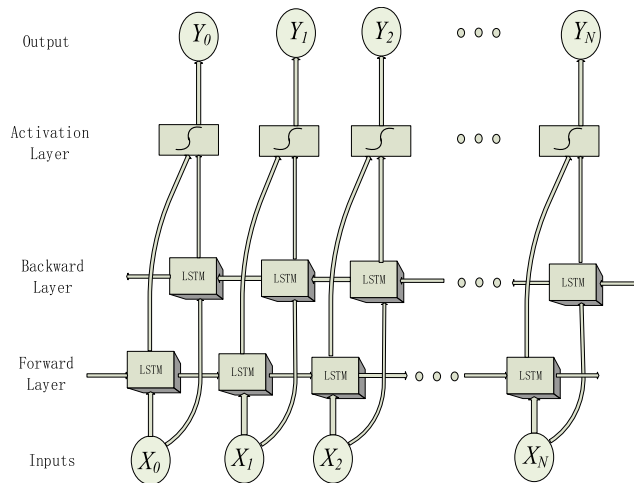 Output Y0 Y1 Y2 YN
Activation
Layer
Backward
Layer
LSTM LSTM LSTM LSTM
Forward
Layer
LSTM LSTM LSTM LSTM
Inputs X0 X1 X2 XN